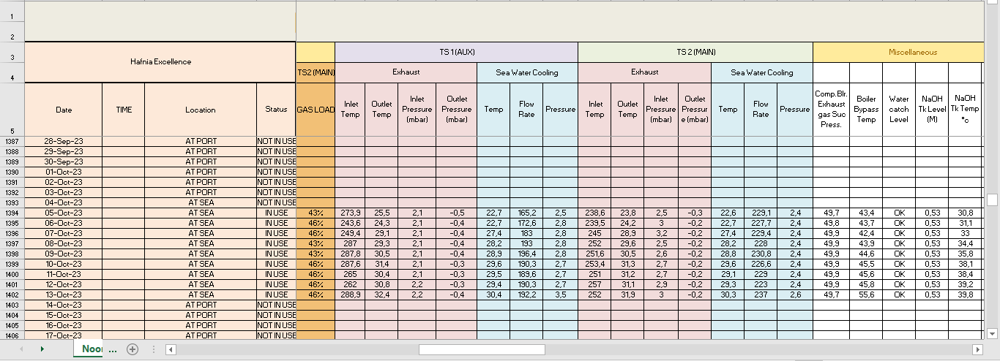 1
2
3 Hafnia Excellence TS 1 (AUX) TS 2 (MAIN) Miscellaneous
4 TS2 (MAIN) Exhaust Sea Water Cooling Exhaust Sea Water Cooling
5 Date TIME Location Status GAS LOAD Inlet Temp Outlet Temp Inlet Pressure (mbar) Outlet Pressure (mbar) Temp Flow Rate Pressure Inlet Temp Outlet Temp Inlet Pressure (mbar) Outlet Pressur e (mbar) Temp Flow Rate Pressure Comp.Blr. Exhaust gas Suc Press. Boiler Bypass Temp Water catch Level NaOH Tk Level (M) NaOH Tk Temp °c
1387 28-Sep-23 AT PORT NOT IN USE
1388 29-Sep-23 AT PORT NOT IN USE
1389 30-Sep-23 AT PORT NOT IN USE
1390 01-Oct-23 AT PORT NOT IN USE
1391 02-Oct-23 AT PORT NOT IN USE
1392 03-Oct-23 AT PORT NOT IN USE
1393 04-Oct-23 AT SEA NOT IN USE
1394 05-Oct-23 AT SEA IN USE 43% 273,9 25,5 2,1 -0,5 22,7 165,2 2,5 238,6 23,8 2,5 -0,3 22,6 229,1 2,4 49,7 43,4 OK 0,53 30,8
1395 06-Oct-23 AT SEA IN USE 46% 243,6 24,3 2,1 -0,4 22,7 172,6 2,8 239,5 24,2 3 -0,2 22,7 227,7 2,4 49,8 43,7 OK 0,53 31,1
1396 07-Oct-23 AT SEA IN USE 46% 249,4 29,1 2,1 -0,4 27,4 183 2,8 245 28,9 3,2 -0,2 27,4 229,4 2,4 49,9 42,4 OK 0,53 33
1397 08-Oct-23 AT SEA IN USE 43% 287 29,3 2,1 -0,4 28,2 193 2,8 252 29,6 2,5 -0,2 28,2 228 2,4 49,9 43,9 OK 0,53 34,4
1398 09-Oct-23 AT SEA IN USE 43% 287,8 30,5 2,1 -0,4 28,9 196,4 2,8 251,6 30,5 2,6 -0,2 28,8 230,8 2,4 49,9 44,6 OK 0,53 35,8
1399 10-Oct-23 AT SEA IN USE 46% 287,6 31,4 2,1 -0,3 29,6 190,3 2,7 253,4 31,3 2,7 -0,2 29,6 226,6 2,4 49,9 45,5 OK 0,53 38,1
1400 11-Oct-23 AT SEA IN USE 46% 265 30,4 2,1 -0,3 29,5 189,6 2,7 251 31,2 2,7 -0,2 29,1 229 2,4 49,9 45,6 OK 0,53 38,4
1401 12-Oct-23 AT SEA IN USE 46% 262 30,8 2,2 -0,3 29,4 190,3 2,7 257 31,1 2,9 -0,2 29,3 223 2,4 49,9 45,8 OK 0,53 39,2
1402 13-Oct-23 AT SEA IN USE 46% 288,9 32,4 2,2 -0,4 30,4 192,2 3,5 252 31,9 3 -0,2 30,3 237 2,6 49,7 55,6 OK 0,53 39,8
1403 14-Oct-23 AT PORT NOT IN USE
1404 15-Oct-23 AT PORT NOT IN USE
1405 16-Oct-23 AT PORT NOT IN USE
1406 17-Oct-23 AT PORT NOT IN USE
Noor ...